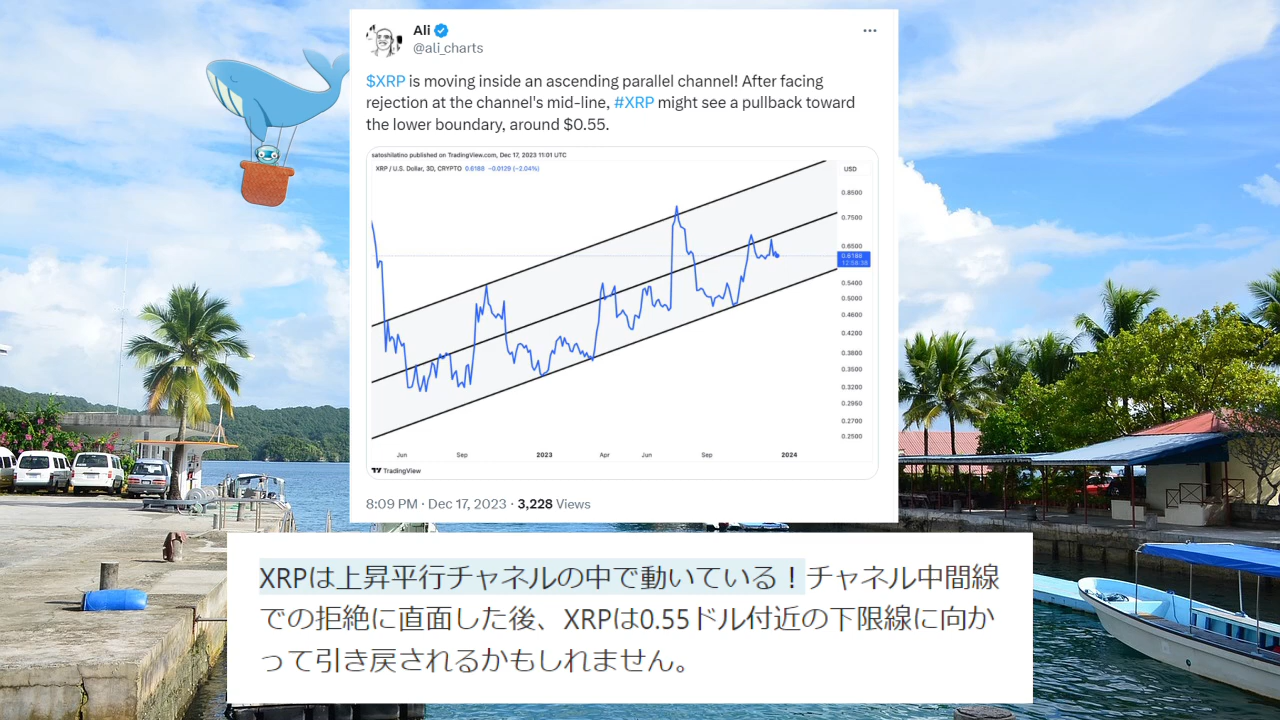 Ali
@ali_charts
$XRP is moving inside an ascending parallel channel! After facing
rejection at the channel's mid-line, #XRP might see a pullback toward
the lower boundary, around $0.55.
satoshilatino published on TradingView.com, Dec 17, 2023 11:01 UTC
XRP / U.S. Dollar, 3D, CRYPTO 0.6188 −0.0129 (−2.04%)
USD
0.8500
0.7500
0.6500
0.6188
12:58:38
0.5400
0.5000
0.4600
0.4200
0.3800
0.3500
0.3200
0.2950
0.2700
0.2500
Jun Sep 2023 Apr Jun Sep 2024
TradingView
8:09 PM · Dec 17, 2023 · 3,228 Views
XRPは上昇平行チャネルの中で動いている！チャネル中間線
での拒絶に直面した後、XRPは0.55ドル付近の下限線に向か
って引き戻されるかもしれません。